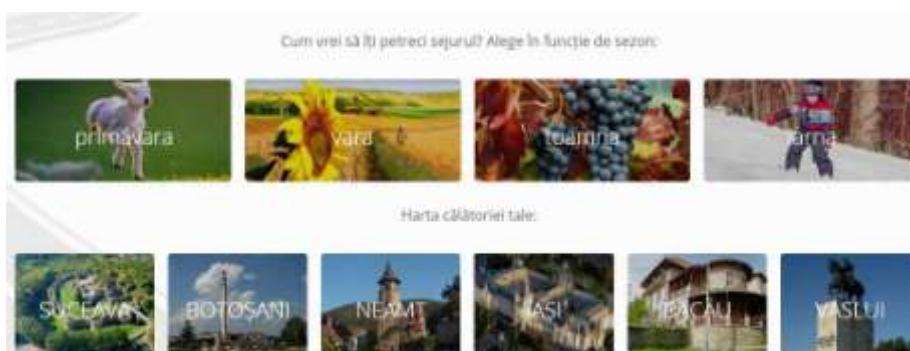 Cum vrei să îți petreci sejurul? Alege în funcție de sezon:
primăvara vara toamna iarna
Harta călătoriei tale:
SUCEAVA BOTOȘANI NEAMȚ IAȘI BACĂU VASLUI